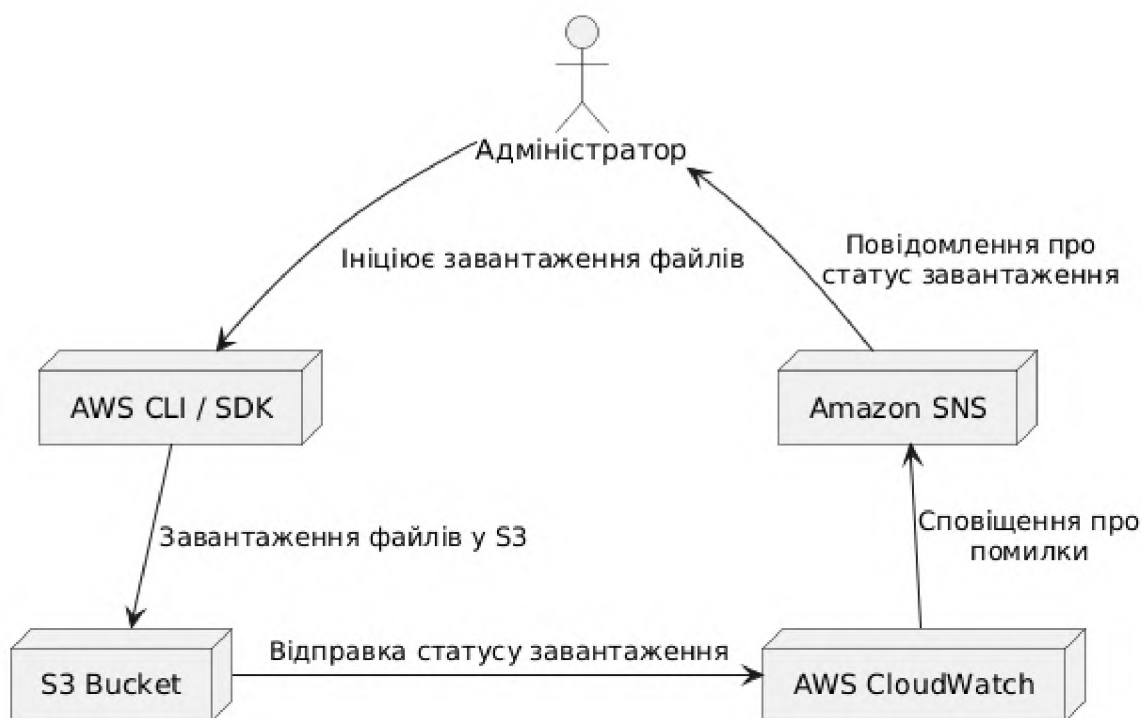 Адміністратор
Ініціює завантаження файлів
Повідомлення про
статус завантаження
AWS CLI / SDK
Amazon SNS
Завантаження файлів у S3
Сповіщення про
помилки
S3 Bucket
Відправка статусу завантаження
AWS CloudWatch